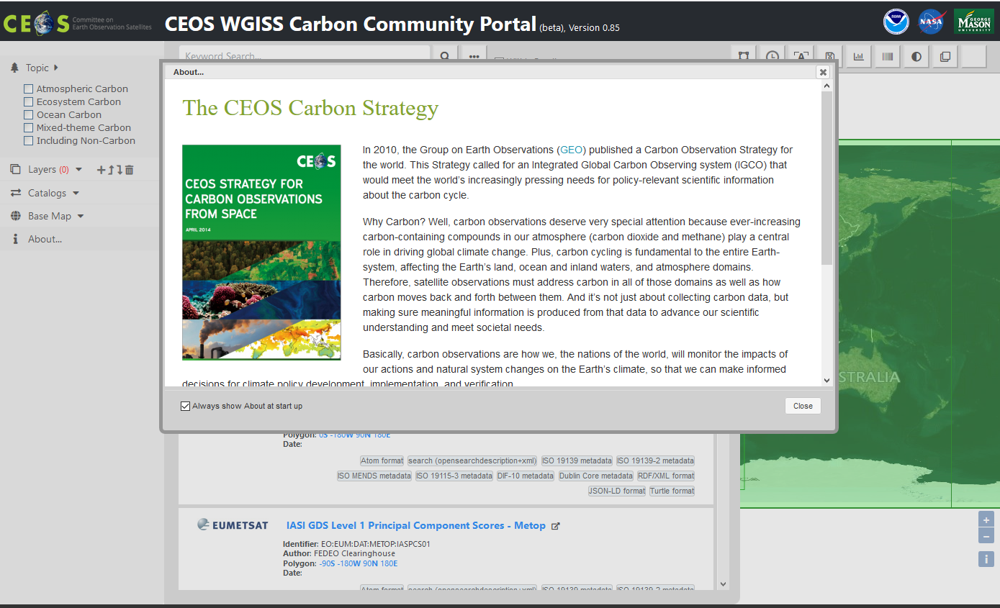 CEOS Committee on
Earth Observation Satellites
CEOS WGISS Carbon Community Portal (beta), Version 0.85
NOAA
NASA
GEORGE
MASON
UNIVERSITY
Keyword Search...
Topic
Atmospheric Carbon
Ecosystem Carbon
Ocean Carbon
Mixed-theme Carbon
Including Non-Carbon
Layers (0)
Catalogs
Base Map
About...
About...
The CEOS Carbon Strategy
CEOS
CEOS STRATEGY FOR
CARBON OBSERVATIONS
FROM SPACE
APRIL 2014
In 2010, the Group on Earth Observations (GEO) published a Carbon Observation Strategy for
the world. This Strategy called for an Integrated Global Carbon Observing system (IGCO) that
would meet the world's increasingly pressing needs for policy-relevant scientific information
about the carbon cycle.
Why Carbon? Well, carbon observations deserve very special attention because ever-increasing
carbon-containing compounds in our atmosphere (carbon dioxide and methane) play a central
role in driving global climate change. Plus, carbon cycling is fundamental to the entire Earth-
system, affecting the Earth's land, ocean and inland waters, and atmosphere domains.
Therefore, satellite observations must address carbon in all of those domains as well as how
carbon moves back and forth between them. And it's not just about collecting carbon data, but
making sure meaningful information is produced from that data to advance our scientific
understanding and meet societal needs.
Basically, carbon observations are how we, the nations of the world, will monitor the impacts of
our actions and natural system changes on the Earth's climate, so that we can make informed
decisions for climate policy development, implementation, and verification.
Always show About at start up
Close
STRALIA
Polygon: 0S -180W 90N 180E
Date:
Atom format search (opensearchdescription+xml) ISO 19139 metadata ISO 19139-2 metadata
ISO MENDS metadata ISO 19115-3 metadata DIF-10 metadata Dublin Core metadata RDF/XML format
JSON-LD format Turtle format
EUMETSAT IASI GDS Level 1 Principal Component Scores - Metop
Identifier: EO:EUM:DAT:METOP:IASPCS01
Author: FEDEO Clearinghouse
Polygon: -90S -180W 90N 180E
Date:
Atom format search (opensearchdescription+xml) ISO 19139 metadata ISO 19139-2 metadata